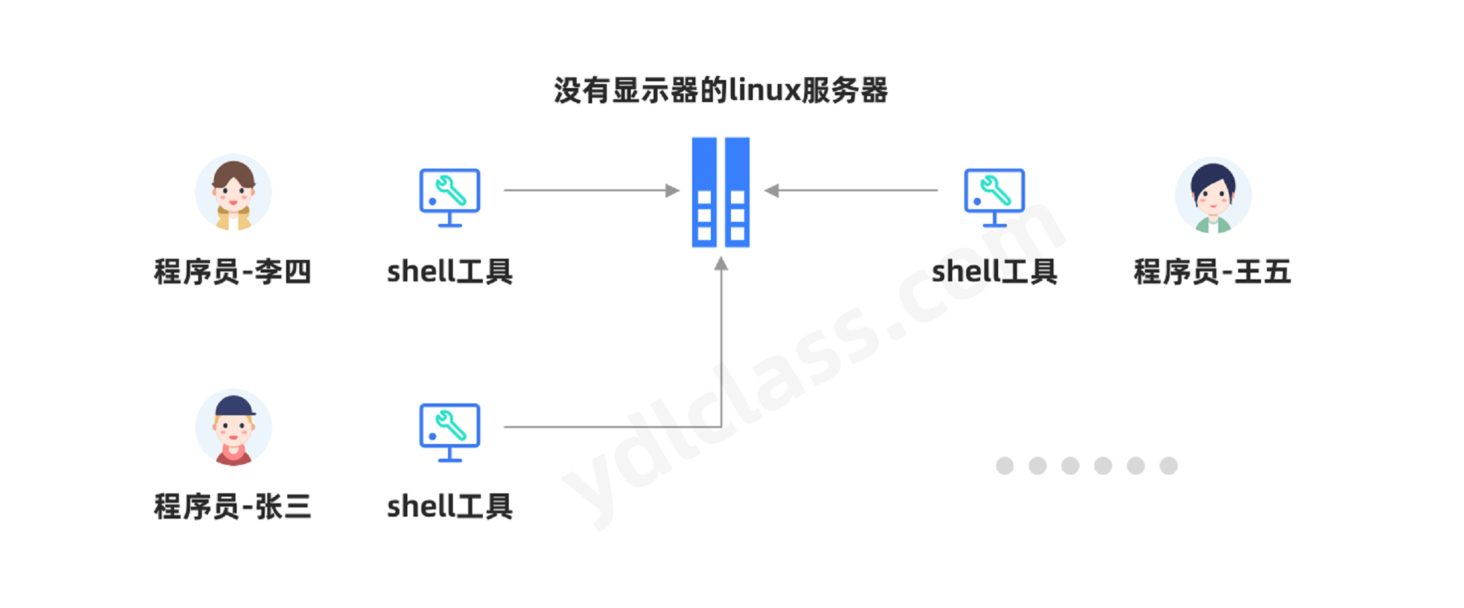 没有显示器的linux服务器
程序员-李四
shell工具
shell工具
程序员-王五
程序员-张三
shell工具
ydlclass.com